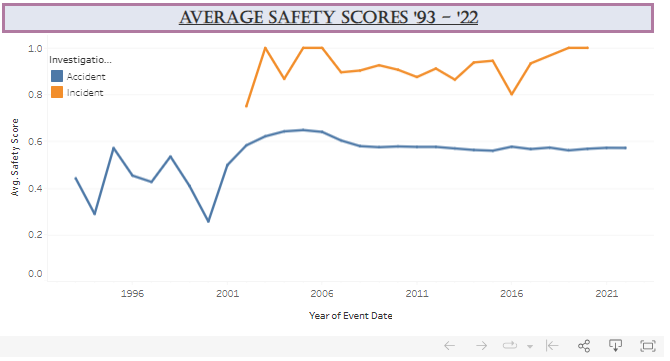 AVERAGE SAFETY SCORES '93 – '22
Investigatio...
Accident
Incident
Avg. Safety Score
1.0
0.8
0.6
0.4
0.2
0.0
1996 2001 2006 2011 2016 2021
Year of Event Date